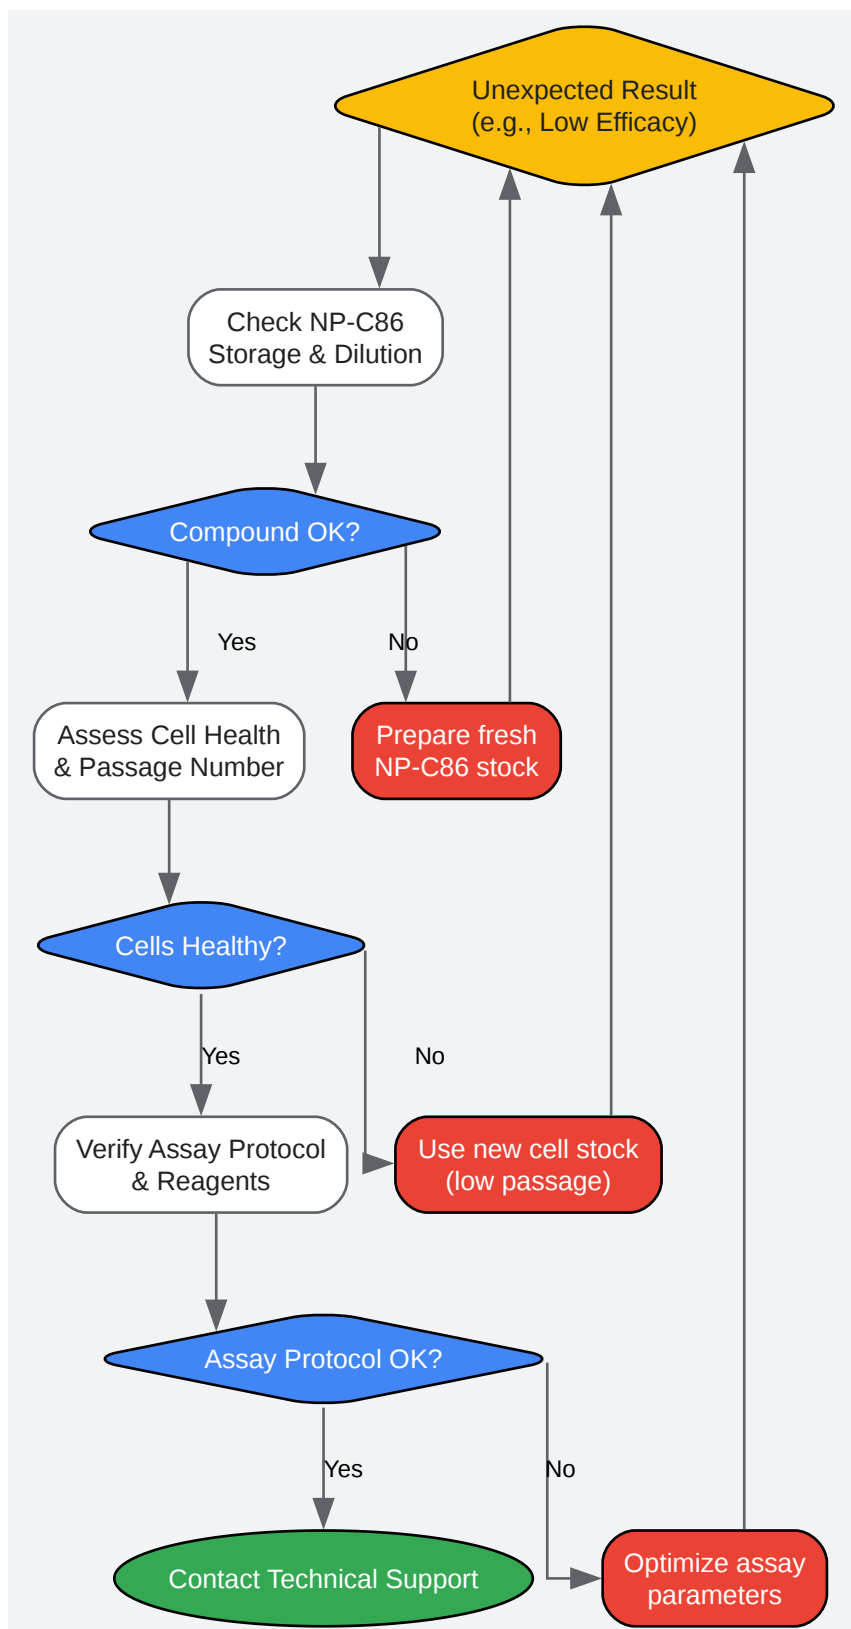 Unexpected Result
(e.g., Low Efficacy)
Check NP-C86
Storage & Dilution
Compound OK?
Yes
No
Assess Cell Health
& Passage Number
Prepare fresh
NP-C86 stock
Cells Healthy?
Yes
No
Verify Assay Protocol
& Reagents
Use new cell stock
(low passage)
Assay Protocol OK?
Yes
No
Contact Technical Support
Optimize assay
parameters